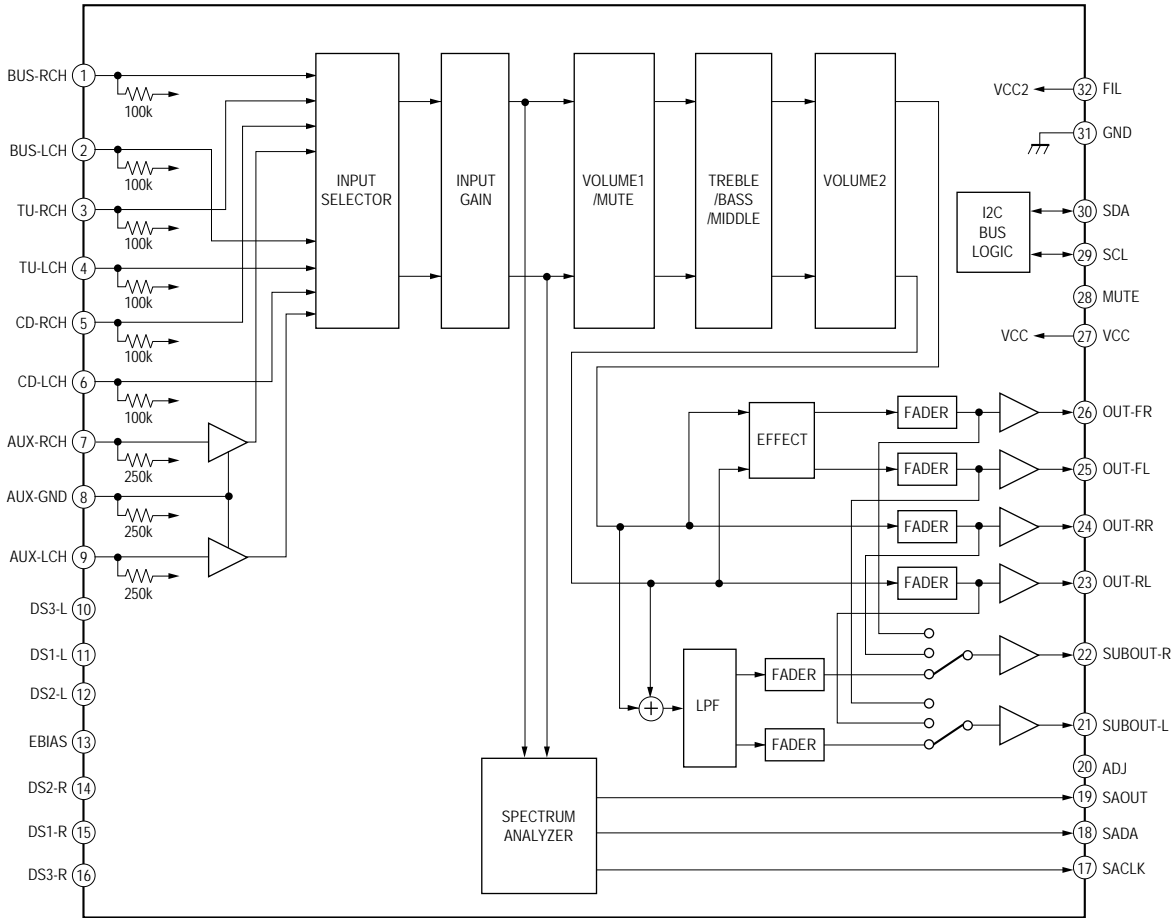 BUS-RCH 1
100k
BUS-LCH 2
100k
TU-RCH 3
100k
TU-LCH 4
100k
CD-RCH 5
100k
CD-LCH 6
100k
AUX-RCH 7
250k
AUX-GND 8
250k
AUX-LCH 9
250k
DS3-L 10
DS1-L 11
DS2-L 12
EBIAS 13
DS2-R 14
DS1-R 15
DS3-R 16
INPUT
SELECTOR
INPUT
GAIN
VOLUME1
/MUTE
TREBLE
/BASS
/MIDDLE
VOLUME2
EFFECT
FADER
FADER
FADER
FADER
+
LPF
FADER
FADER
SPECTRUM
ANALYZER
I2C
BUS
LOGIC
VCC2 32 FIL
31 GND
30 SDA
29 SCL
28 MUTE
VCC 27 VCC
26 OUT-FR
25 OUT-FL
24 OUT-RR
23 OUT-RL
22 SUBOUT-R
21 SUBOUT-L
20 ADJ
19 SAOUT
18 SADA
17 SACLK